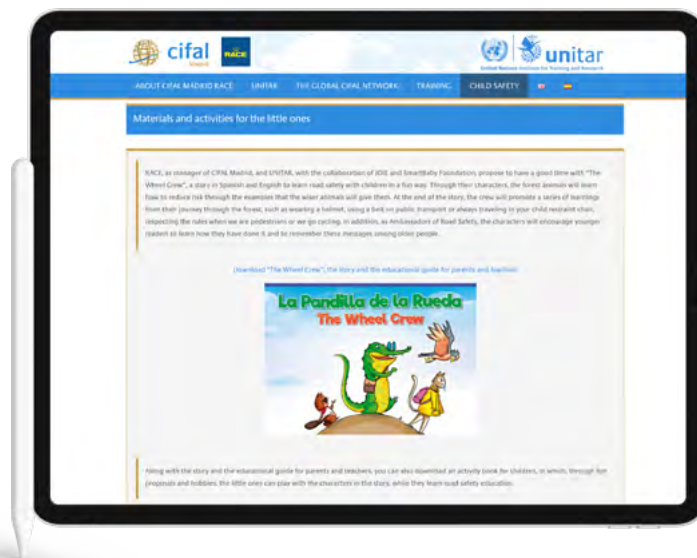 cifal
Madrid
RACE
unitar
United Nations Institute for Training and Research
ABOUT CIFAL MADRID RACE UNITAR THE GLOBAL CIFAL NETWORK TRAINING CHILD SAFETY
Materials and activities for the little ones
RACE, as manager of CIFAL Madrid, and UNITAR, with the collaboration of and SmartBaby Foundation, propose to have a good time with "The
Wheel Crew", a story in Spanish and English to learn road safety with children in a fun way. Through their characters, the forest animals will learn
how to reduce risk through the examples that the wiser animals will give them. At the end of the story, the crew will promote a series of learnings
from their journey through the forest, such as wearing a helmet, using a belt on public transport or always traveling in your child restraint chair,
respecting the rules when we are pedestrians or we go cycling. In addition, as Ambassadors of Road Safety, the characters will encourage younger
readers to learn how they have done it and to remember these messages among older people.
Download "The Wheel Crew", the story and the educational guide for parents and teachers
La Pandilla de la Rueda
The Wheel Crew
Along with the story and the educational guide for parents and teachers, you can also download an activity book for children, in which, through fun
proposals and hobbies, the little ones can play with the characters in the story, while they learn road safety education.